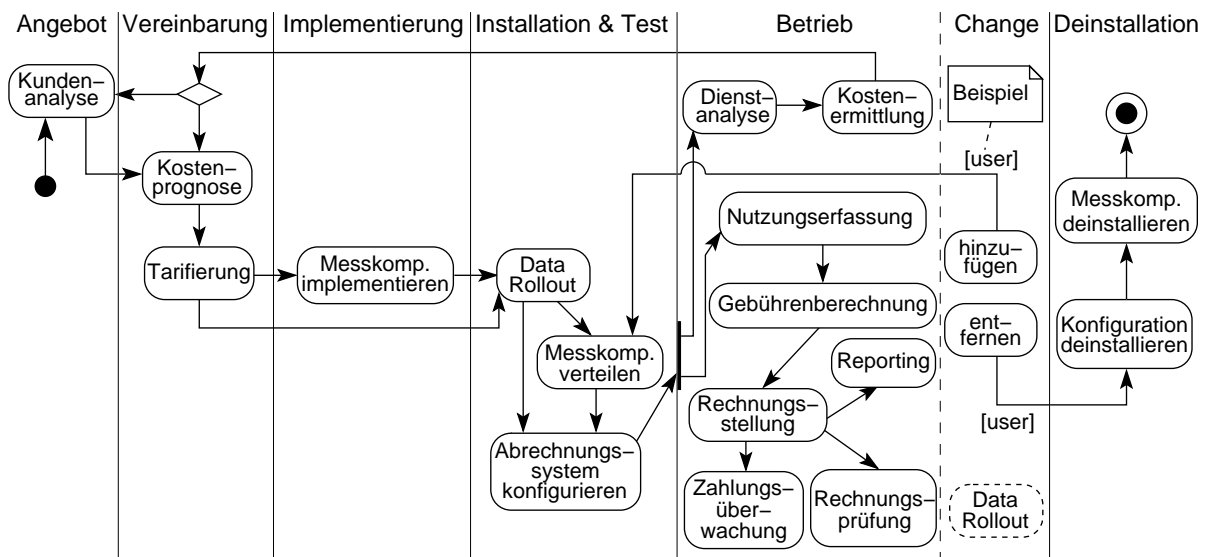 Angebot
Vereinbarung
Implementierung
Installation & Test
Betrieb
Change
Deinstallation
Kunden–
analyse
Kosten–
prognose
Tarifierung
Messkomp.
implementieren
Data
Rollout
Messkomp.
verteilen
Abrechnungs–
system
konfigurieren
Dienst–
analyse
Kosten–
ermittlung
Nutzungserfassung
Gebührenberechnung
Reporting
Rechnungs–
stellung
Zahlungs–
über–
wachung
Rechnungs–
prüfung
Beispiel
[user]
hinzu–
fügen
ent–
fernen
[user]
Data
Rollout
Messkomp.
deinstallieren
Konfiguration
deinstallieren